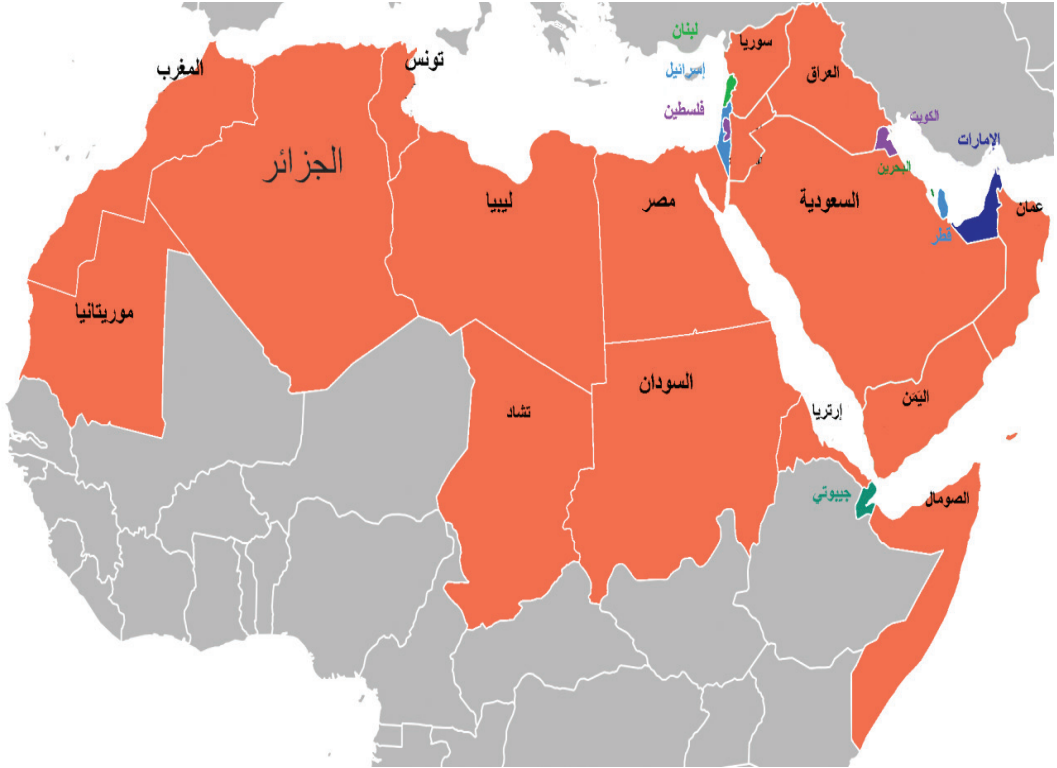 لبنان
سوريا
تونس
المغرب
إسرائيل
العراق
فلسطين
الكويت
الإمارات
الجزائر
البحرين
السعودية
ليبيا
مصر
عمان
قطر
موريتانيا
السودان
اليَمَن
تشاد
إرتريا
جيبوتي
الصومال